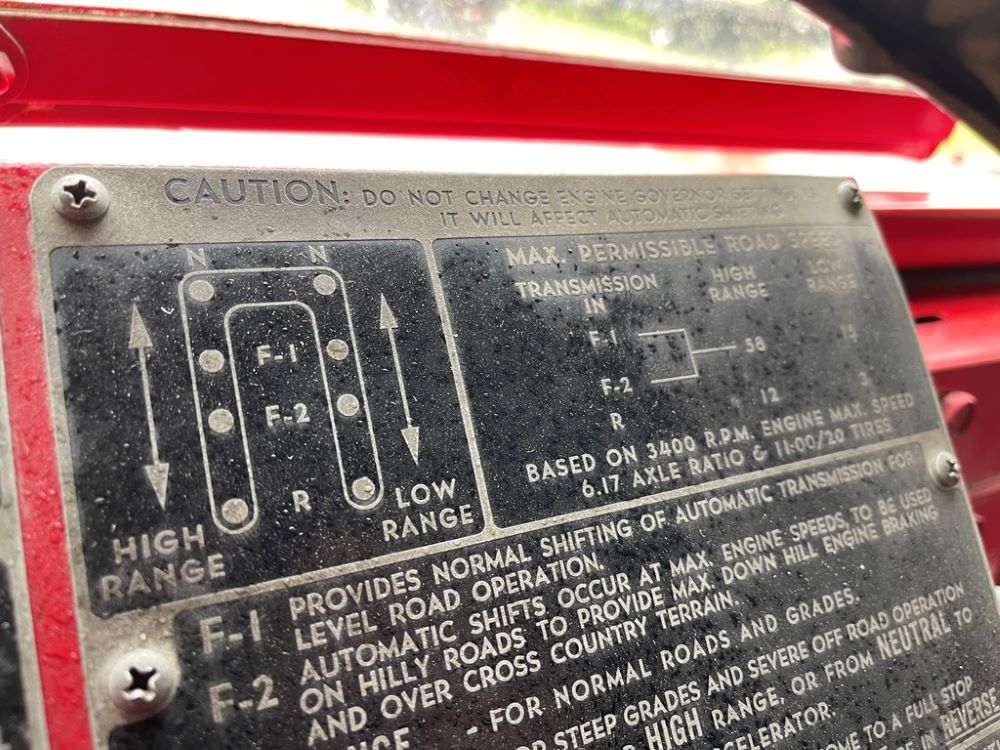 CAUTION: DO NOT CHANGE ENGINE GOVERNOR
IT WILL AFFECT AUTOMATIC SHIFTING
N N
F-1
F-2
R
HIGH
RANGE
LOW
RANGE
MAX. PERMISSIBLE ROAD SPEED
TRANSMISSION HIGH LOW
IN RANGE RANGE
F-1 58 15
F-2
R 12 3
BASED ON 3400 R.P.M. ENGINE MAX. SPEED
6.17 AXLE RATIO & 11:00/20 TIRES
F-1 PROVIDES NORMAL SHIFTING OF AUTOMATIC TRANSMISSION FOR
LEVEL ROAD OPERATION.
F-2 AUTOMATIC SHIFTS OCCUR AT MAX. ENGINE SPEEDS, TO BE USED
ON HILLY ROADS TO PROVIDE MAX. DOWN HILL ENGINE BRAKING
AND OVER CROSS COUNTRY TERRAIN.
- FOR NORMAL ROADS AND GRADES.
STEEP GRADES AND SEVERE OFF ROAD OPERATION
HIGH RANGE, OR FROM NEUTRAL TO
TO A FULL STOP
IN REVERSE